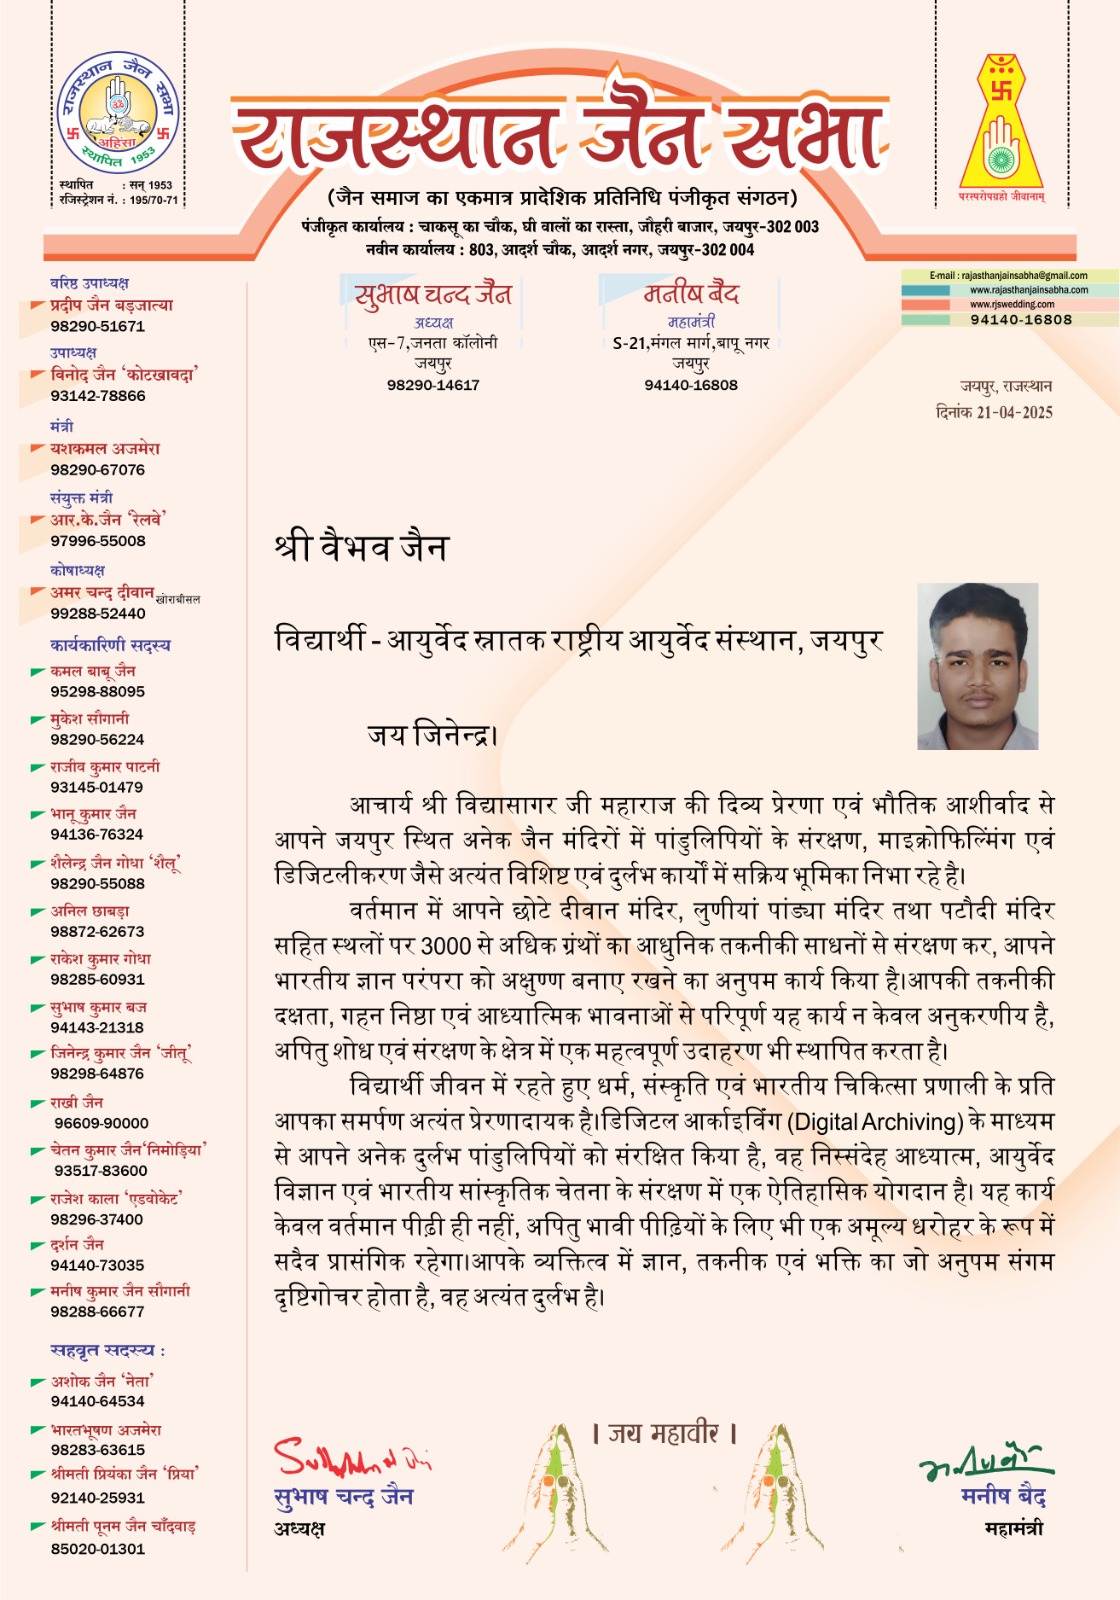 राजस्थान जैन सभा
अहिंसा
स्थापित 1953
स्थापित : सन् 1953
रजिस्ट्रेशन नं. : 195/70-71
राजस्थान जैन सभा
(जैन समाज का एकमात्र प्रादेशिक प्रतिनिधि पंजीकृत संगठन)
पंजीकृत कार्यालय : चाकसू का चौक, घी वालों का रास्ता, जौहरी बाजार, जयपुर-302 003
नवीन कार्यालय : 803, आदर्श चौक, आदर्श नगर, जयपुर-302 004
परस्परोपग्रहो जीवानाम्
सुभाष चन्द जैन
अध्यक्ष
एस-7,जनता कॉलोनी
जयपुर
98290-14617
मनीष बैद
महामंत्री
S-21,मंगल मार्ग,बापू नगर
जयपुर
94140-16808
E-mail : rajasthanjainsabha@gmail.com
www.rajasthanjainsabha.com
www.rjswedding.com
94140-16808
जयपुर, राजस्थान
दिनांक 21-04-2025
वरिष्ठ उपाध्यक्ष
प्रदीप जैन बड़जात्या
98290-51671
उपाध्यक्ष
विनोद जैन 'कोटखावदा'
93142-78866
मंत्री
यशकमल अजमेरा
98290-67076
संयुक्त मंत्री
आर.के.जैन 'रेलवे'
97996-55008
कोषाध्यक्ष
अमर चन्द दीवान खोराबीसल
99288-52440
कार्यकारिणी सदस्य
कमल बाबू जैन
95298-88095
मुकेश सौगानी
98290-56224
राजीव कुमार पाटनी
93145-01479
भानू कुमार जैन
94136-76324
शैलेन्द्र जैन गोधा 'शैलू'
98290-55088
अनिल छाबड़ा
98872-62673
राकेश कुमार गोधा
98285-60931
सुभाष कुमार बज
94143-21318
जिनेन्द्र कुमार जैन 'जीतू'
98298-64876
राखी जैन
96609-90000
चेतन कुमार जैन'निमोड़िया'
93517-83600
राजेश काला 'एडवोकेट'
98296-37400
दर्शन जैन
94140-73035
मनीष कुमार जैन सौगानी
98288-66677
सहवृत सदस्य :
अशोक जैन 'नेता'
94140-64534
भारतभूषण अजमेरा
98283-63615
श्रीमती प्रियंका जैन 'प्रिया'
92140-25931
श्रीमती पूनम जैन चाँदवाड़
85020-01301
श्री वैभव जैन
विद्यार्थी - आयुर्वेद स्नातक राष्ट्रीय आयुर्वेद संस्थान, जयपुर
जय जिनेन्द्र।
आचार्य श्री विद्यासागर जी महाराज की दिव्य प्रेरणा एवं भौतिक आशीर्वाद से
आपने जयपुर स्थित अनेक जैन मंदिरों में पांडुलिपियों के संरक्षण, माइक्रोफिल्मिंग एवं
डिजिटलीकरण जैसे अत्यंत विशिष्ट एवं दुर्लभ कार्यों में सक्रिय भूमिका निभा रहे है।
वर्तमान में आपने छोटे दीवान मंदिर, लुणीयां पांड्या मंदिर तथा पटौदी मंदिर
सहित स्थलों पर 3000 से अधिक ग्रंथों का आधुनिक तकनीकी साधनों से संरक्षण कर, आपने
भारतीय ज्ञान परंपरा को अक्षुण्ण बनाए रखने का अनुपम कार्य किया है।आपकी तकनीकी
दक्षता, गहन निष्ठा एवं आध्यात्मिक भावनाओं से परिपूर्ण यह कार्य न केवल अनुकरणीय है,
अपितु शोध एवं संरक्षण के क्षेत्र में एक महत्वपूर्ण उदाहरण भी स्थापित करता है।
विद्यार्थी जीवन में रहते हुए धर्म, संस्कृति एवं भारतीय चिकित्सा प्रणाली के प्रति
आपका समर्पण अत्यंत प्रेरणादायक है।डिजिटल आर्काइविंग (Digital Archiving) के माध्यम
से आपने अनेक दुर्लभ पांडुलिपियों को संरक्षित किया है, वह निस्संदेह आध्यात्म, आयुर्वेद
विज्ञान एवं भारतीय सांस्कृतिक चेतना के संरक्षण में एक ऐतिहासिक योगदान है। यह कार्य
केवल वर्तमान पीढ़ी ही नहीं, अपितु भावी पीढ़ियों के लिए भी एक अमूल्य धरोहर के रूप में
सदैव प्रासंगिक रहेगा।आपके व्यक्तित्व में ज्ञान, तकनीक एवं भक्ति का जो अनुपम संगम
दृष्टिगोचर होता है, वह अत्यंत दुर्लभ है।
। जय महावीर ।
सुभाष चन्द जैन
अध्यक्ष
मनीष बैद
मनीष बैद
महामंत्री